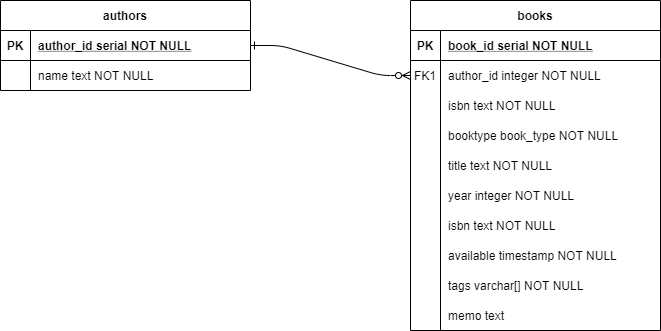 authors
PK author_id serial NOT NULL
name text NOT NULL
books
PK book_id serial NOT NULL
FK1 author_id integer NOT NULL
isbn text NOT NULL
booktype book_type NOT NULL
title text NOT NULL
year integer NOT NULL
isbn text NOT NULL
available timestamp NOT NULL
tags varchar[] NOT NULL
memo text